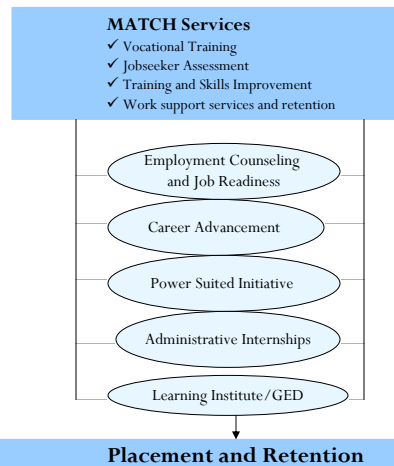 MATCH Services
✓ Vocational Training
✓ Jobseeker Assessment
✓ Training and Skills Improvement
✓ Work support services and retention
Employment Counseling
and Job Readiness
Career Advancement
Power Suited Initiative
Administrative Internships
Learning Institute/GED
Placement and Retention